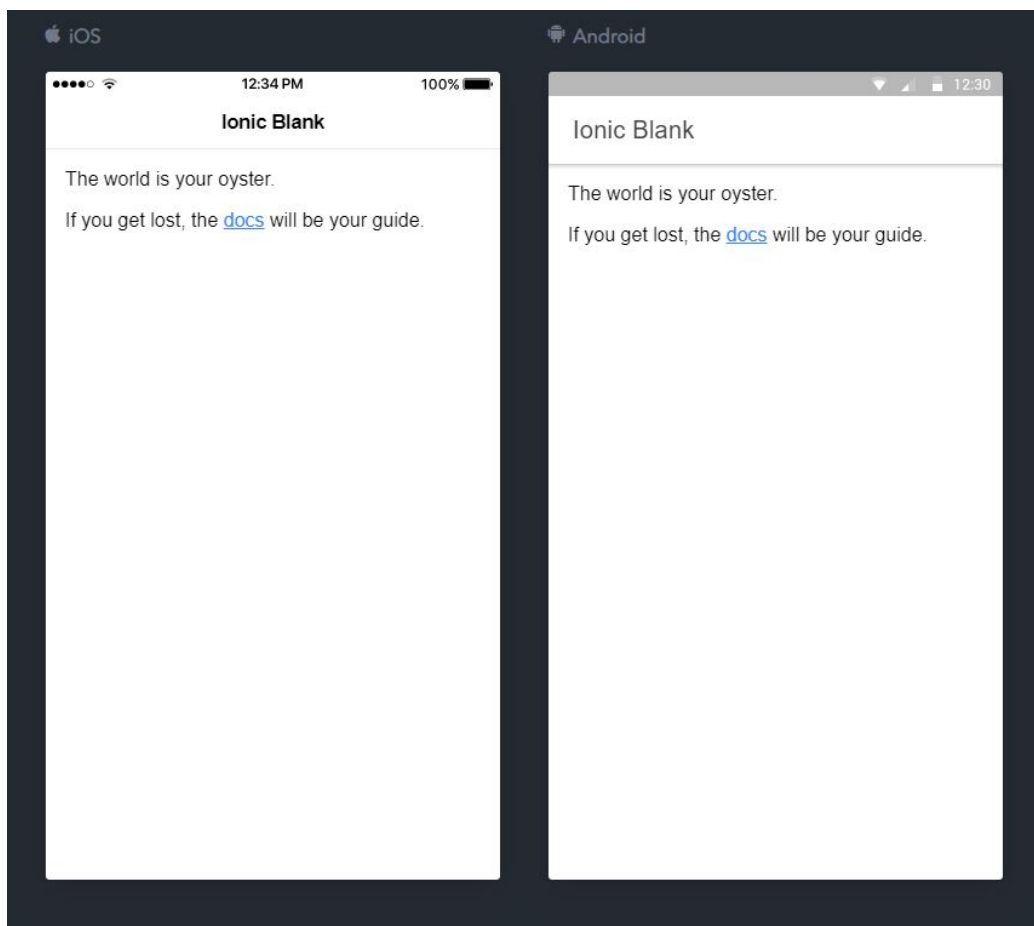 iOS
12:34 PM
100%
Ionic Blank
The world is your oyster.
If you get lost, the docs will be your guide.
Android
12:30
Ionic Blank
The world is your oyster.
If you get lost, the docs will be your guide.